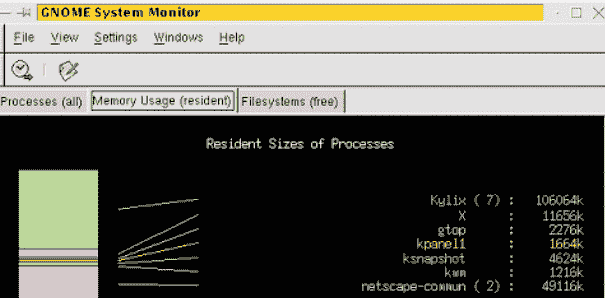 GNOME System Monitor
File View Settings Windows Help
Processes (all) Memory Usage (resident) Filesystems (free)
Resident Sizes of Processes
Kylix ( 7) : 106064k
X : 11656k
gtop : 2276k
kpanel1 : 1664k
ksnapshot : 4624k
kwm : 1216k
netscape-commun ( 2) : 49116k